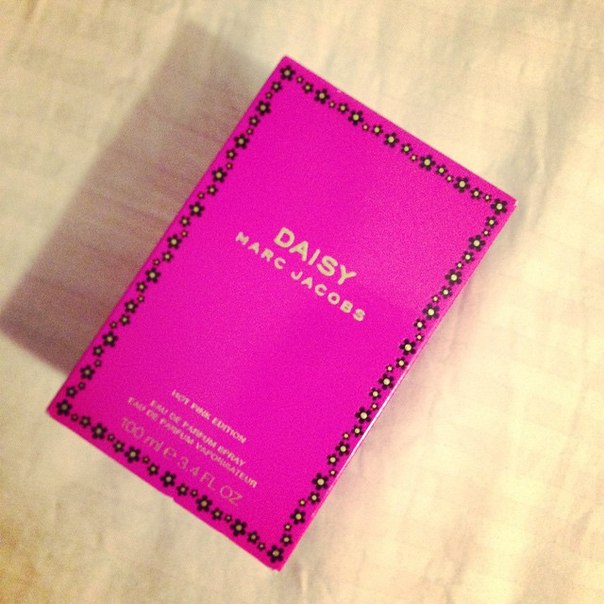 DAISY
MARC JACOBS
HOT PINK EDITION
EAU DE PARFUM SPRAY
EAU DE PARFUM VAPORISATEUR
100 ml ℮ 3.4 FL OZ